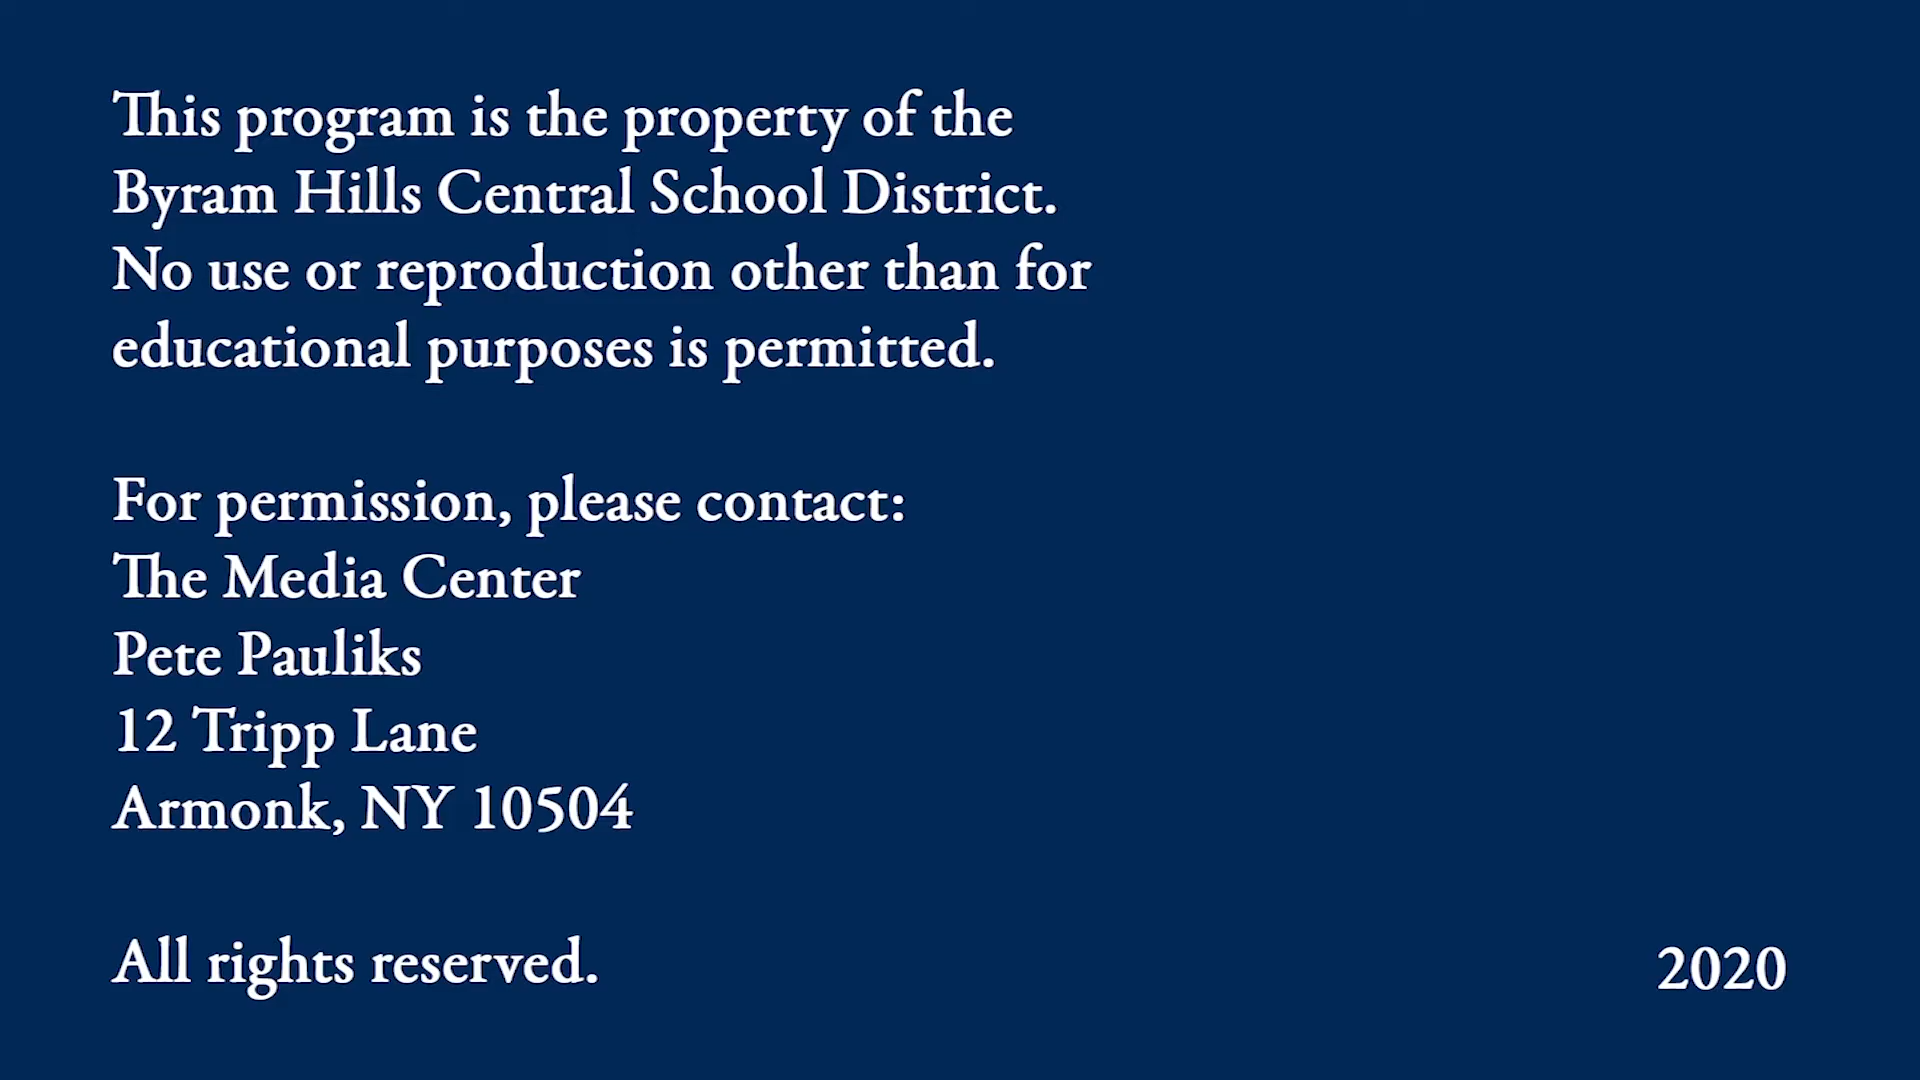 This program is the property of the
Byram Hills Central School District.
No use or reproduction other than for
educational purposes is permitted.
For permission, please contact:
The Media Center
Pete Pauliks
12 Tripp Lane
Armonk, NY 10504
All rights reserved.
2020